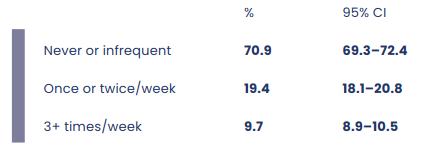 % 95% CI
Never or infrequent 70.9 69.3–72.4
Once or twice/week 19.4 18.1–20.8
3+ times/week 9.7 8.9–10.5